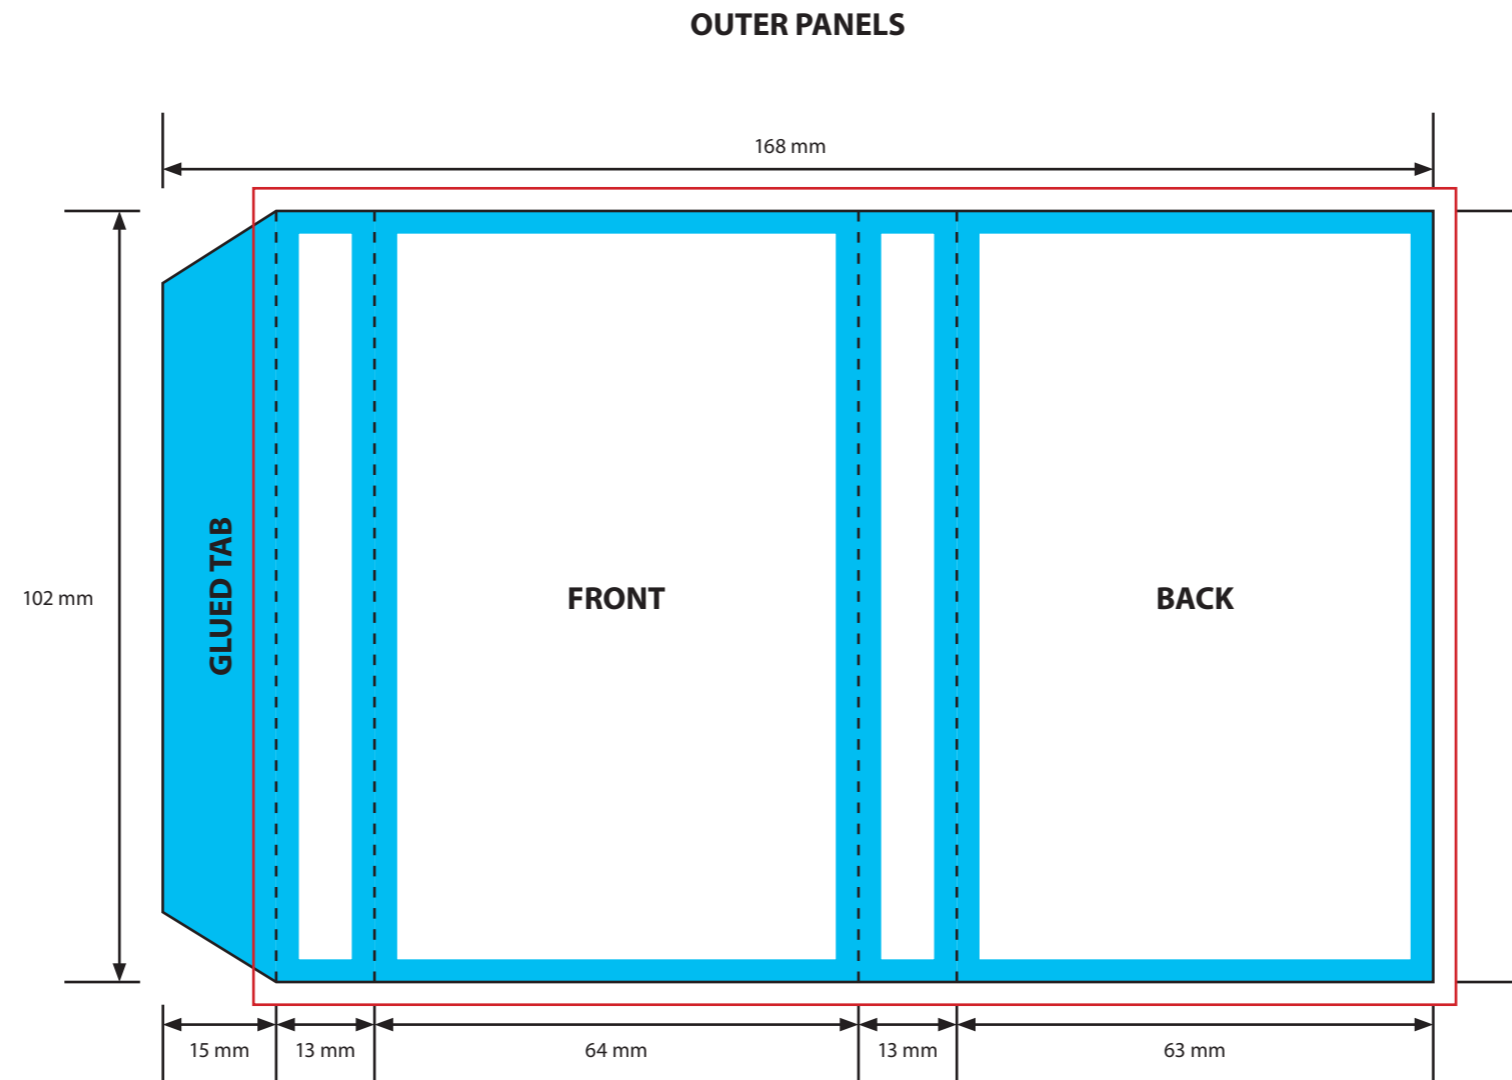 OUTER PANELS
168 mm
102 mm
GLUED TAB
FRONT
BACK
15 mm
13 mm
64 mm
13 mm
63 mm